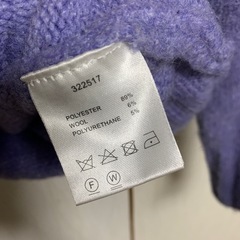 322517
POLYESTER 89%
WOOL 6%
POLYURETHANE 5%
F W